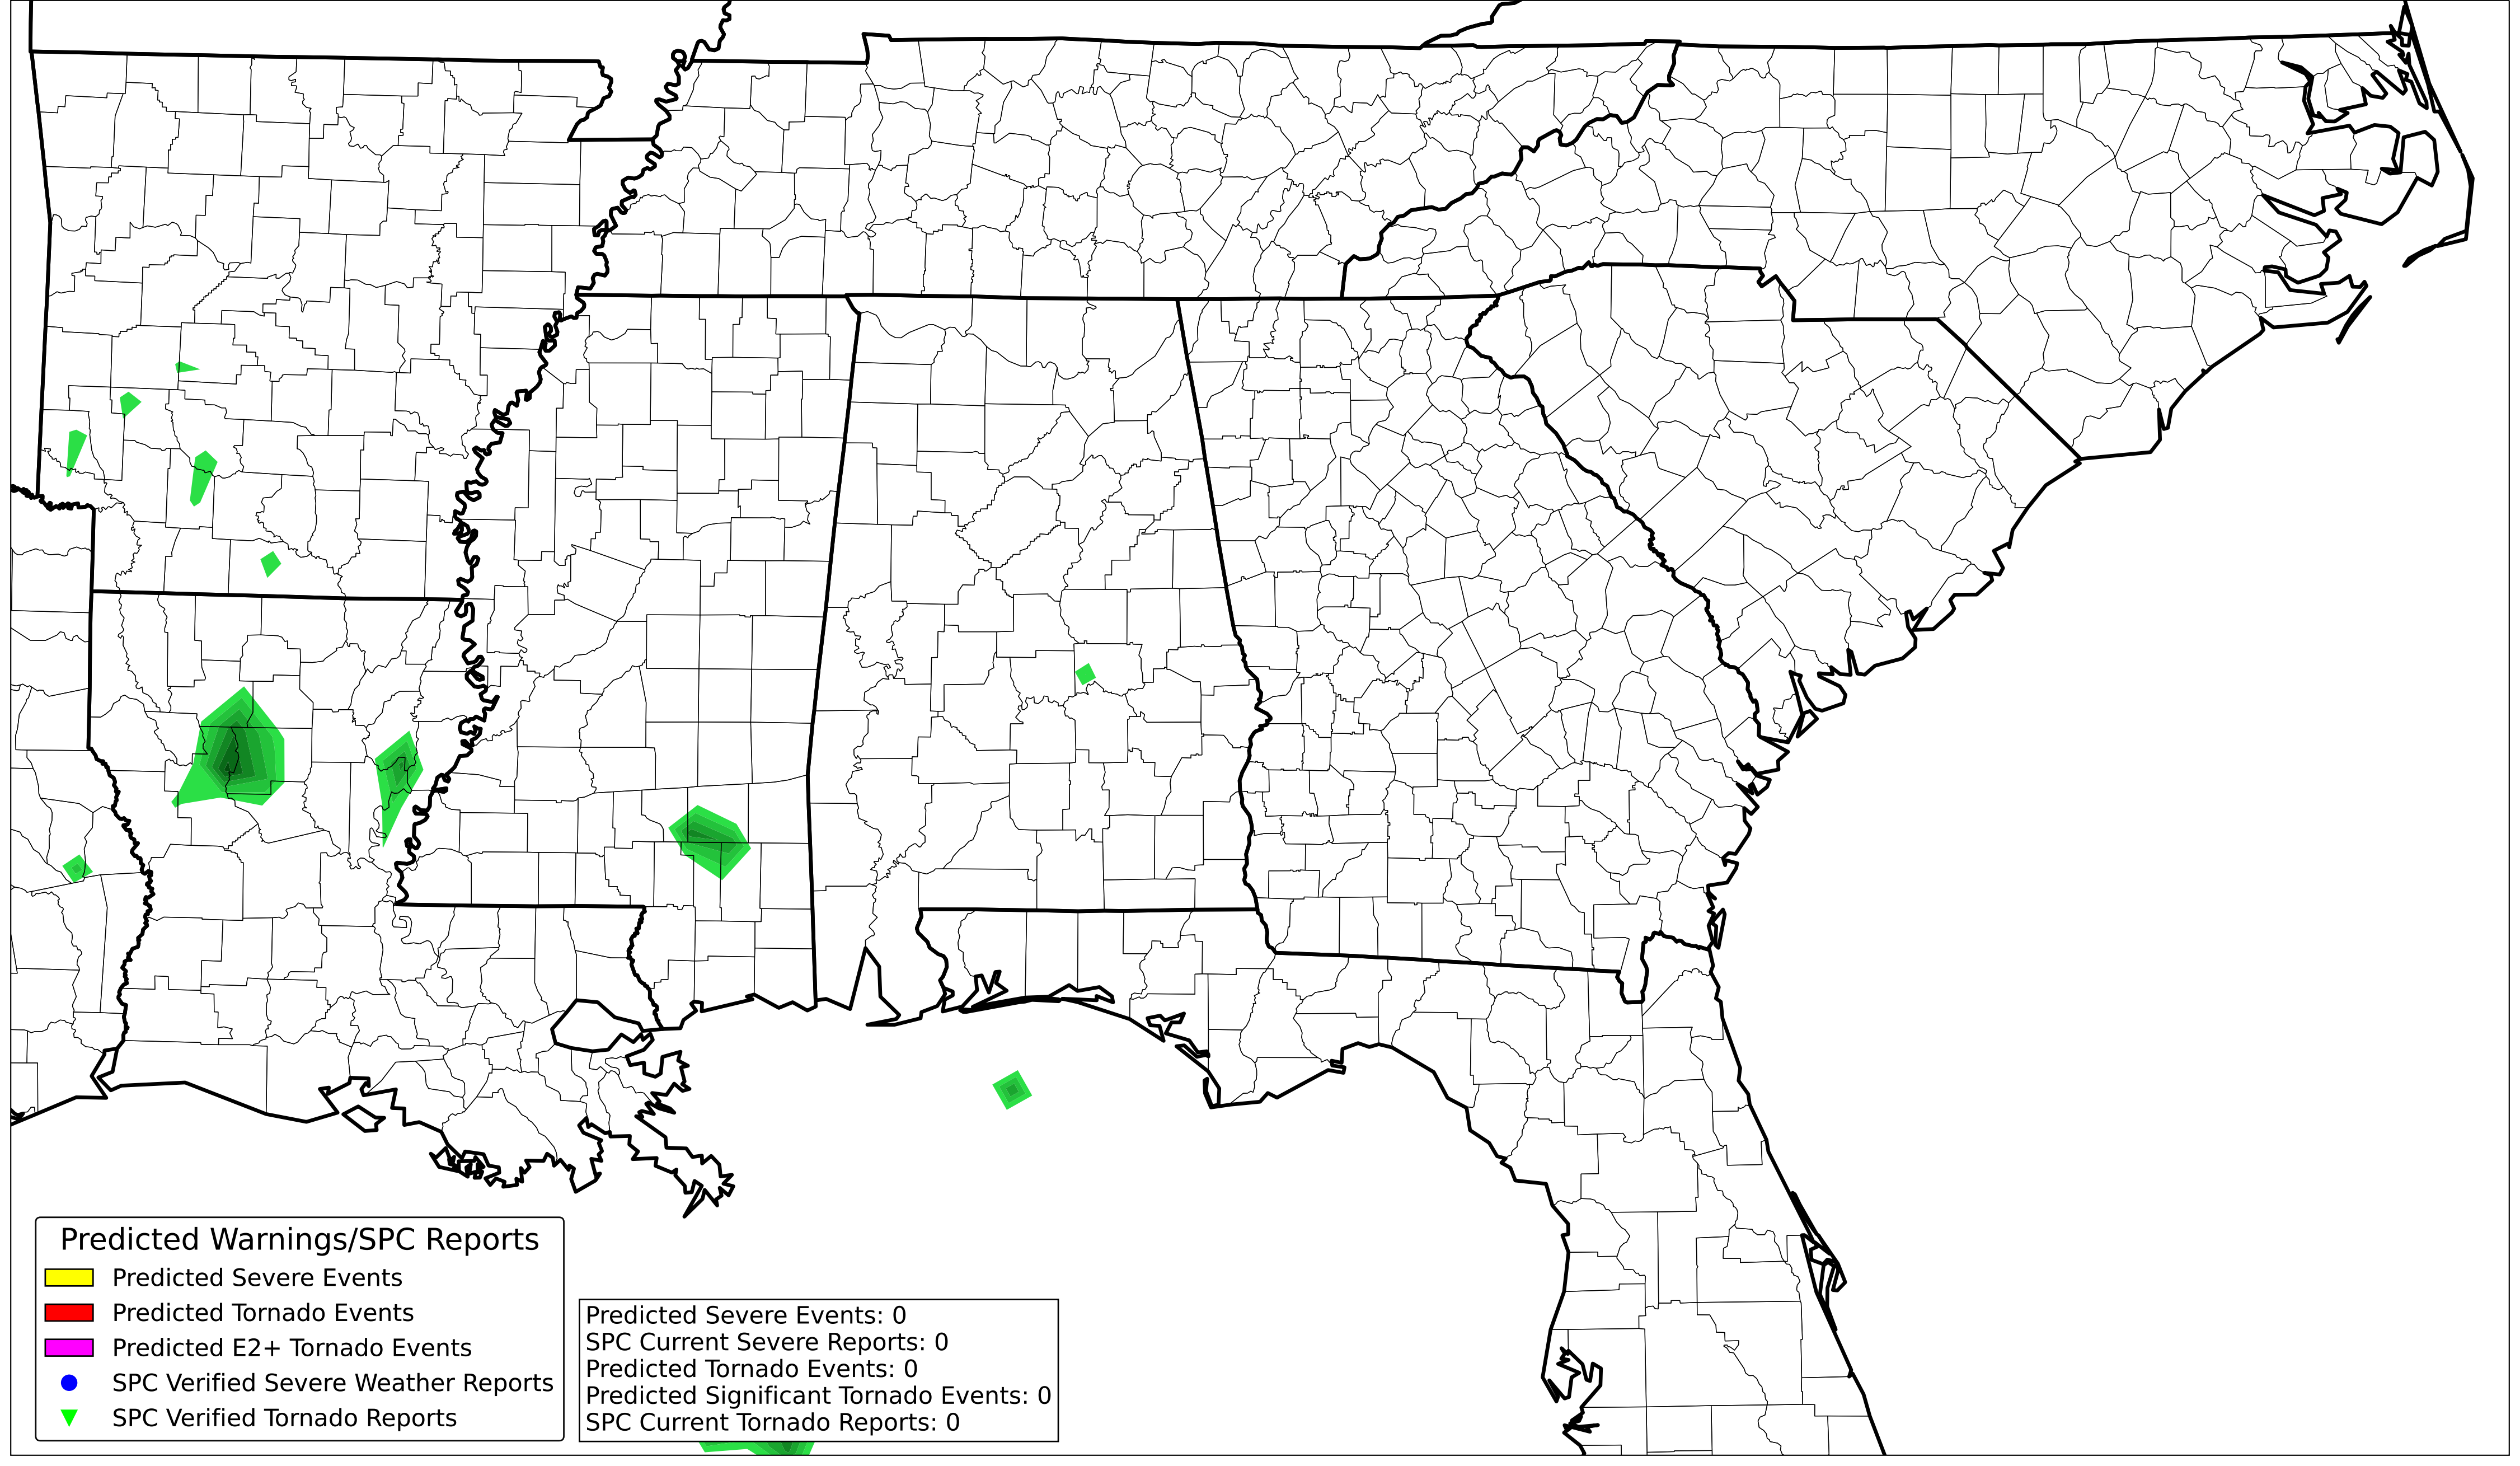 Predicted Warnings/SPC Reports
Predicted Severe Events
Predicted Tornado Events
Predicted E2+ Tornado Events
SPC Verified Severe Weather Reports
SPC Verified Tornado Reports
Predicted Severe Events: 0
SPC Current Severe Reports: 0
Predicted Tornado Events: 0
Predicted Significant Tornado Events: 0
SPC Current Tornado Reports: 0